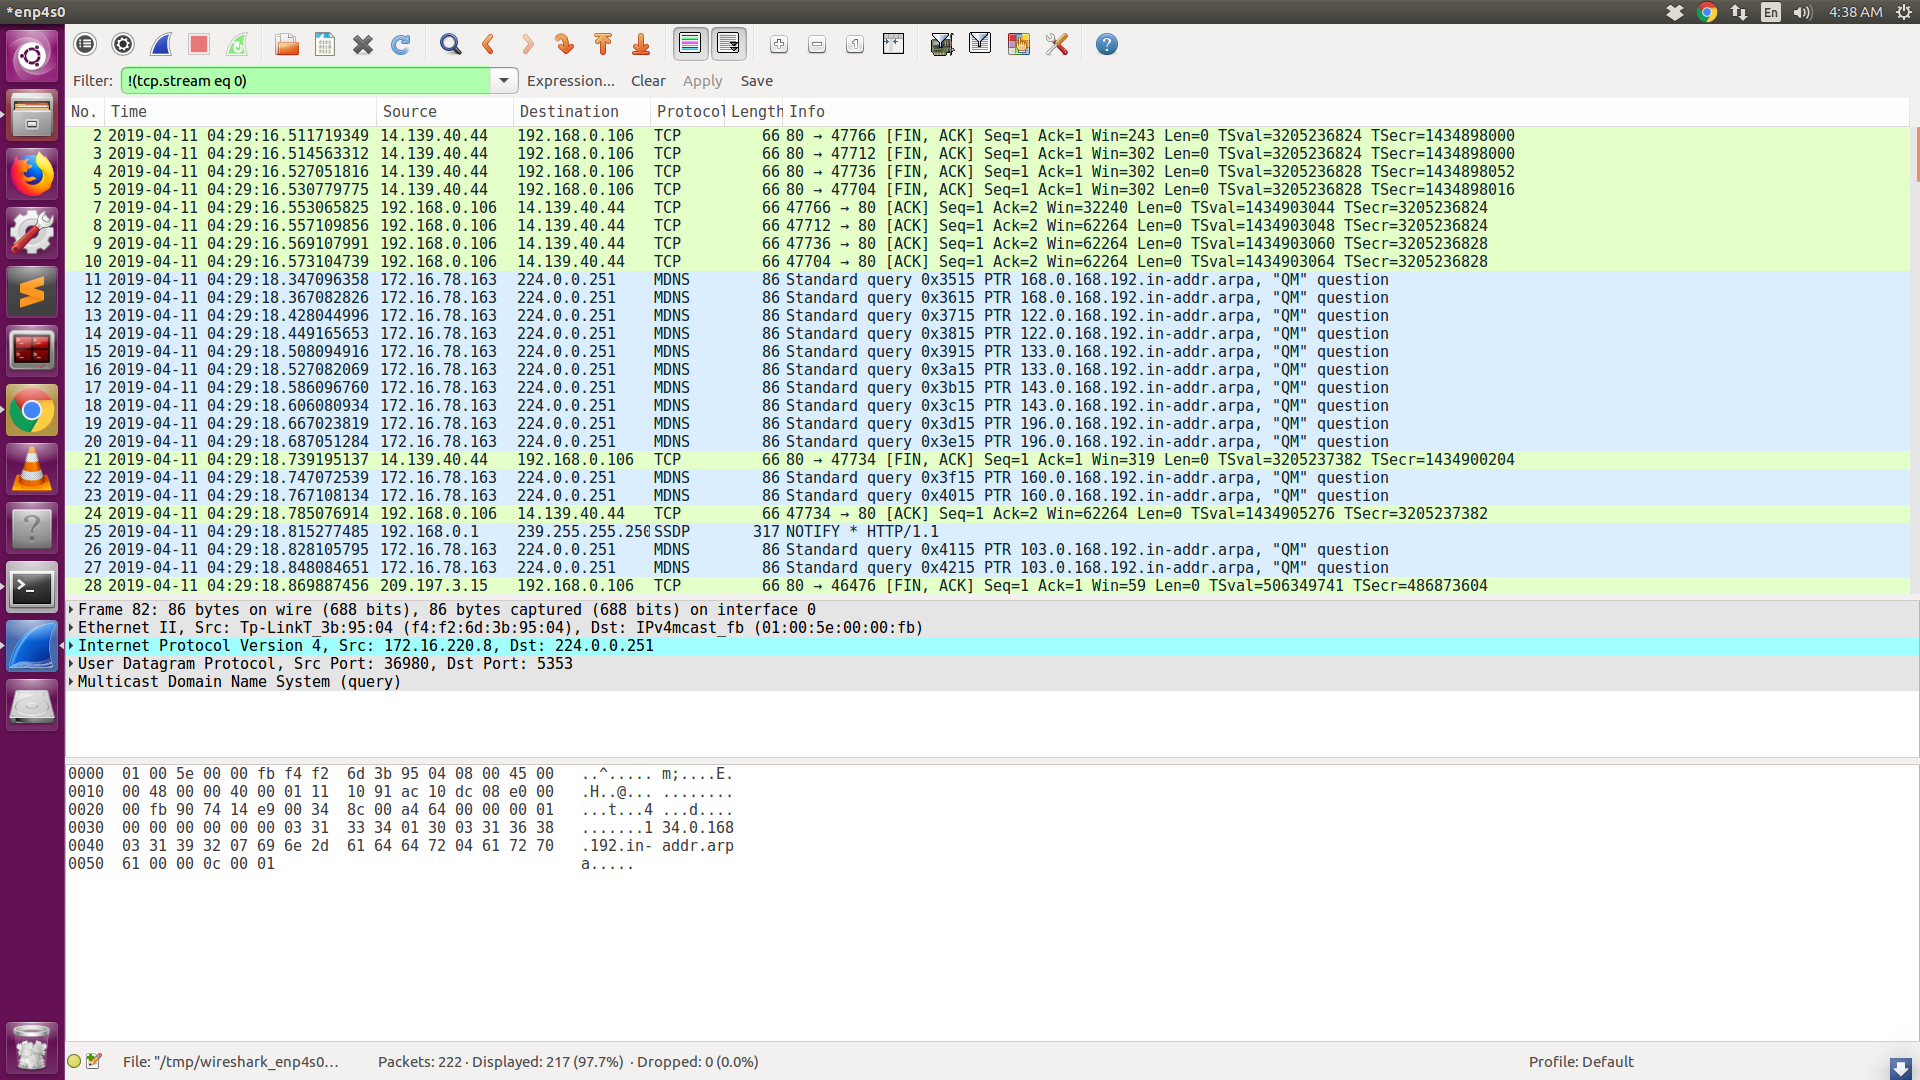 *enp4s0
En 4:38 AM
Filter: !(tcp.stream eq 0) Expression... Clear Apply Save
No. Time Source Destination Protocol Length Info
2 2019-04-11 04:29:16.511719349 14.139.40.44 192.168.0.106 TCP 66 80 → 47766 [FIN, ACK] Seq=1 Ack=1 Win=243 Len=0 TSval=3205236824 TSecr=1434898000
3 2019-04-11 04:29:16.514563312 14.139.40.44 192.168.0.106 TCP 66 80 → 47712 [FIN, ACK] Seq=1 Ack=1 Win=302 Len=0 TSval=3205236824 TSecr=1434898000
4 2019-04-11 04:29:16.527051816 14.139.40.44 192.168.0.106 TCP 66 80 → 47736 [FIN, ACK] Seq=1 Ack=1 Win=302 Len=0 TSval=3205236828 TSecr=1434898052
5 2019-04-11 04:29:16.530779775 14.139.40.44 192.168.0.106 TCP 66 80 → 47704 [FIN, ACK] Seq=1 Ack=1 Win=302 Len=0 TSval=3205236828 TSecr=1434898016
7 2019-04-11 04:29:16.553065825 192.168.0.106 14.139.40.44 TCP 66 47766 → 80 [ACK] Seq=1 Ack=2 Win=32240 Len=0 TSval=1434903044 TSecr=3205236824
8 2019-04-11 04:29:16.557109856 192.168.0.106 14.139.40.44 TCP 66 47712 → 80 [ACK] Seq=1 Ack=2 Win=62264 Len=0 TSval=1434903048 TSecr=3205236824
9 2019-04-11 04:29:16.569107991 192.168.0.106 14.139.40.44 TCP 66 47736 → 80 [ACK] Seq=1 Ack=2 Win=62264 Len=0 TSval=1434903060 TSecr=3205236828
10 2019-04-11 04:29:16.573104739 192.168.0.106 14.139.40.44 TCP 66 47704 → 80 [ACK] Seq=1 Ack=2 Win=62264 Len=0 TSval=1434903064 TSecr=3205236828
11 2019-04-11 04:29:18.347096358 172.16.78.163 224.0.0.251 MDNS 86 Standard query 0x3515 PTR 168.0.168.192.in-addr.arpa, "QM" question
12 2019-04-11 04:29:18.367082826 172.16.78.163 224.0.0.251 MDNS 86 Standard query 0x3615 PTR 168.0.168.192.in-addr.arpa, "QM" question
13 2019-04-11 04:29:18.428044996 172.16.78.163 224.0.0.251 MDNS 86 Standard query 0x3715 PTR 122.0.168.192.in-addr.arpa, "QM" question
14 2019-04-11 04:29:18.449165653 172.16.78.163 224.0.0.251 MDNS 86 Standard query 0x3815 PTR 122.0.168.192.in-addr.arpa, "QM" question
15 2019-04-11 04:29:18.508094916 172.16.78.163 224.0.0.251 MDNS 86 Standard query 0x3915 PTR 133.0.168.192.in-addr.arpa, "QM" question
16 2019-04-11 04:29:18.527082069 172.16.78.163 224.0.0.251 MDNS 86 Standard query 0x3a15 PTR 133.0.168.192.in-addr.arpa, "QM" question
17 2019-04-11 04:29:18.586096760 172.16.78.163 224.0.0.251 MDNS 86 Standard query 0x3b15 PTR 143.0.168.192.in-addr.arpa, "QM" question
18 2019-04-11 04:29:18.606080934 172.16.78.163 224.0.0.251 MDNS 86 Standard query 0x3c15 PTR 143.0.168.192.in-addr.arpa, "QM" question
19 2019-04-11 04:29:18.667023819 172.16.78.163 224.0.0.251 MDNS 86 Standard query 0x3d15 PTR 196.0.168.192.in-addr.arpa, "QM" question
20 2019-04-11 04:29:18.687051284 172.16.78.163 224.0.0.251 MDNS 86 Standard query 0x3e15 PTR 196.0.168.192.in-addr.arpa, "QM" question
21 2019-04-11 04:29:18.739195137 14.139.40.44 192.168.0.106 TCP 66 80 → 47734 [FIN, ACK] Seq=1 Ack=1 Win=319 Len=0 TSval=3205237382 TSecr=1434900204
22 2019-04-11 04:29:18.747072539 172.16.78.163 224.0.0.251 MDNS 86 Standard query 0x3f15 PTR 160.0.168.192.in-addr.arpa, "QM" question
23 2019-04-11 04:29:18.767108134 172.16.78.163 224.0.0.251 MDNS 86 Standard query 0x4015 PTR 160.0.168.192.in-addr.arpa, "QM" question
24 2019-04-11 04:29:18.785076914 192.168.0.106 14.139.40.44 TCP 66 47734 → 80 [ACK] Seq=1 Ack=2 Win=62264 Len=0 TSval=1434905276 TSecr=3205237382
25 2019-04-11 04:29:18.815277485 192.168.0.1 239.255.255.250 SSDP 317 NOTIFY * HTTP/1.1
26 2019-04-11 04:29:18.828105795 172.16.78.163 224.0.0.251 MDNS 86 Standard query 0x4115 PTR 103.0.168.192.in-addr.arpa, "QM" question
27 2019-04-11 04:29:18.848084651 172.16.78.163 224.0.0.251 MDNS 86 Standard query 0x4215 PTR 103.0.168.192.in-addr.arpa, "QM" question
28 2019-04-11 04:29:18.869887456 209.197.3.15 192.168.0.106 TCP 66 80 → 46476 [FIN, ACK] Seq=1 Ack=1 Win=59 Len=0 TSval=506349741 TSecr=486873604
Frame 82: 86 bytes on wire (688 bits), 86 bytes captured (688 bits) on interface 0
Ethernet II, Src: Tp-LinkT_3b:95:04 (f4:f2:6d:3b:95:04), Dst: IPv4mcast_fb (01:00:5e:00:00:fb)
Internet Protocol Version 4, Src: 172.16.220.8, Dst: 224.0.0.251
User Datagram Protocol, Src Port: 36980, Dst Port: 5353
Multicast Domain Name System (query)
0000 01 00 5e 00 00 fb f4 f2 6d 3b 95 04 08 00 45 00 ..^..... m;....E.
0010 00 48 00 00 40 00 01 11 10 91 ac 10 dc 08 e0 00 .H..@... ........
0020 00 fb 90 74 14 e9 00 34 8c 00 a4 64 00 00 00 01 ...t...4 ...d....
0030 00 00 00 00 00 00 03 31 33 34 01 30 03 31 36 38 .......1 34.0.168
0040 03 31 39 32 07 69 6e 2d 61 64 64 72 04 61 72 70 .192.in- addr.arp
0050 61 00 00 0c 00 01 a.....
File: "/tmp/wireshark_enp4s0... Packets: 222 · Displayed: 217 (97.7%) · Dropped: 0 (0.0%) Profile: Default